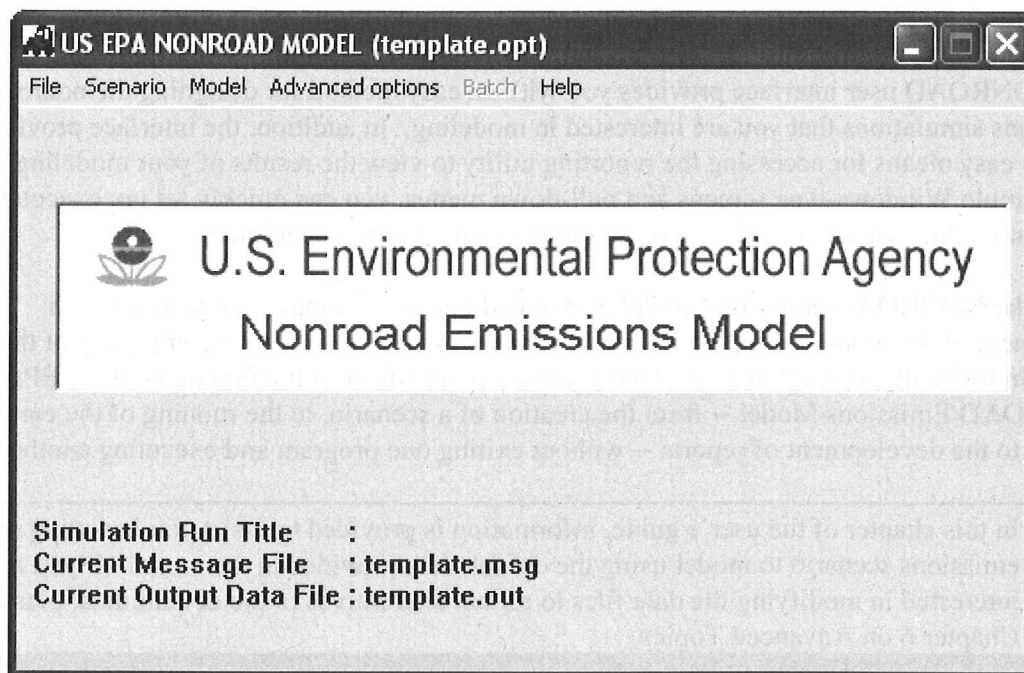 US EPA NONROAD MODEL (template.opt)
File Scenario Model Advanced options Batch Help
U.S. Environmental Protection Agency
Nonroad Emissions Model
Simulation Run Title
Current Message File : template.msg
Current Output Data File : template.out